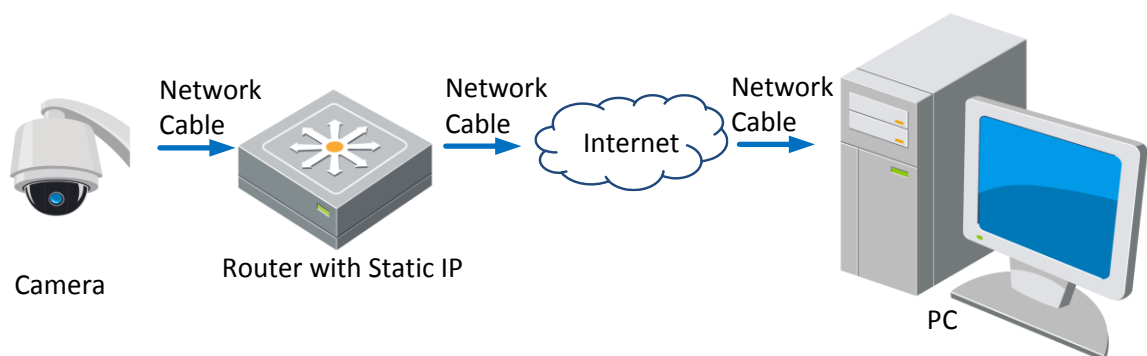 Network
Cable
Network
Cable
Network
Cable
Internet
Camera
Router with Static IP
PC